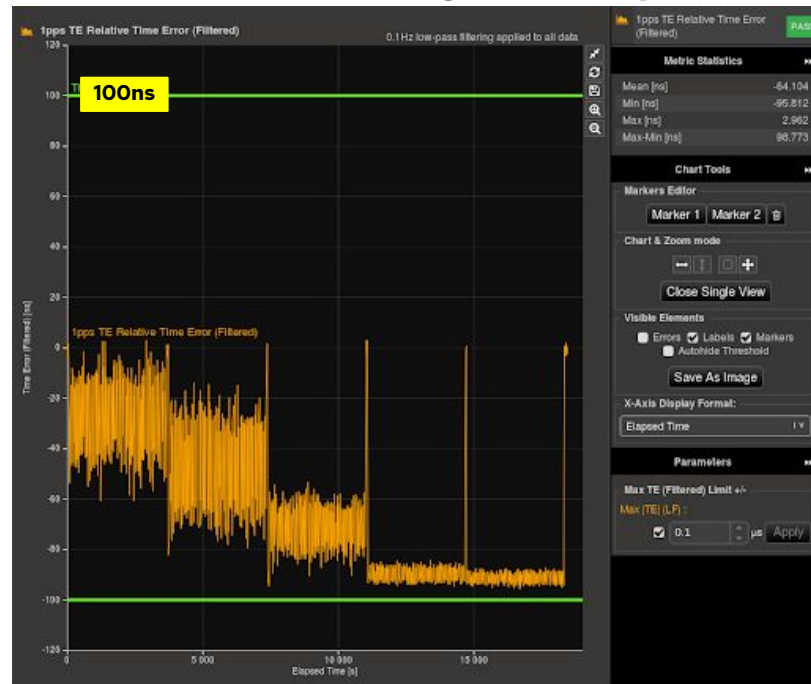 1pps TE Relative Time Error (Filtered)
0.1Hz low-pass filtering applied to all data
120
100
100ns
80
60
40
20
0
-20
-40
-60
-80
-100
-120
Time Error (Filtered) [ns]
1pps TE Relative Time Error (Filtered)
0
5 000
10 000
15 000
Elapsed Time [s]
1pps TE Relative Time Error
(Filtered)
PASS
Metric Statistics
Mean [ns] -64.104
Min [ns] -95.812
Max [ns] 2.962
Max-Min [ns] 98.773
Chart Tools
Markers Editor
Marker 1 Marker 2
Chart & Zoom mode
Close Single View
Visible Elements
Errors Labels Markers
Autohide Threshold
Save As Image
X-Axis Display Format:
Elapsed Time
Parameters
Max TE (Filtered) Limit +/-
Max |TE| (LF) :
0.1 µs Apply